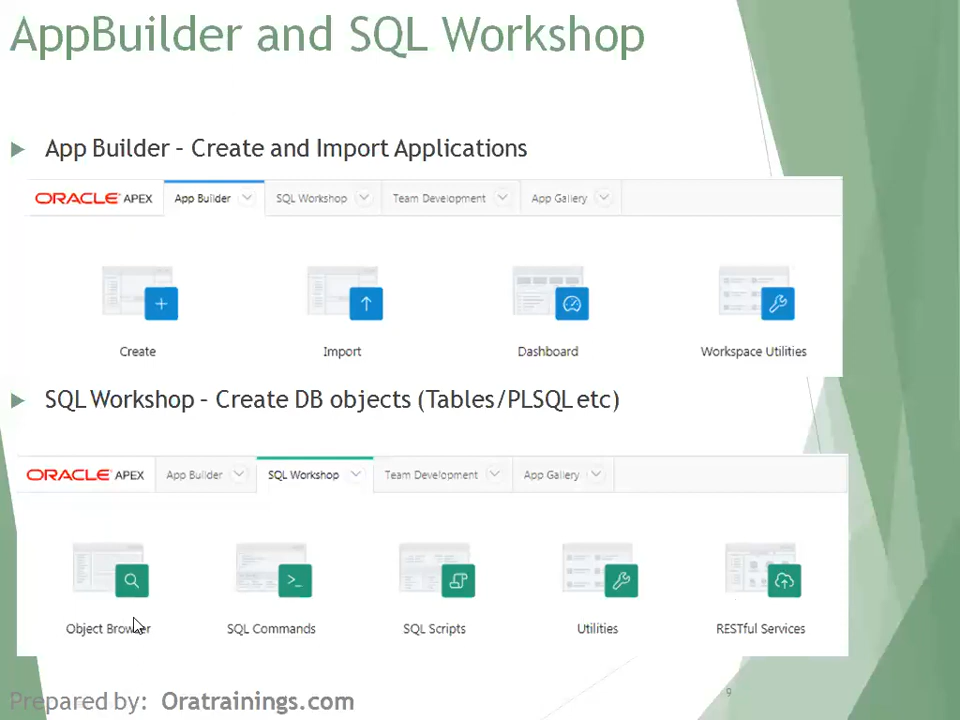 AppBuilder and SQL Workshop
App Builder – Create and Import Applications
ORACLE APEX App Builder SQL Workshop Team Development App Gallery
Create Import Dashboard Workspace Utilities
SQL Workshop – Create DB objects (Tables/PLSQL etc)
ORACLE APEX App Builder SQL Workshop Team Development App Gallery
Object Browser SQL Commands SQL Scripts Utilities RESTful Services
Prepared by: Oratrainings.com
9